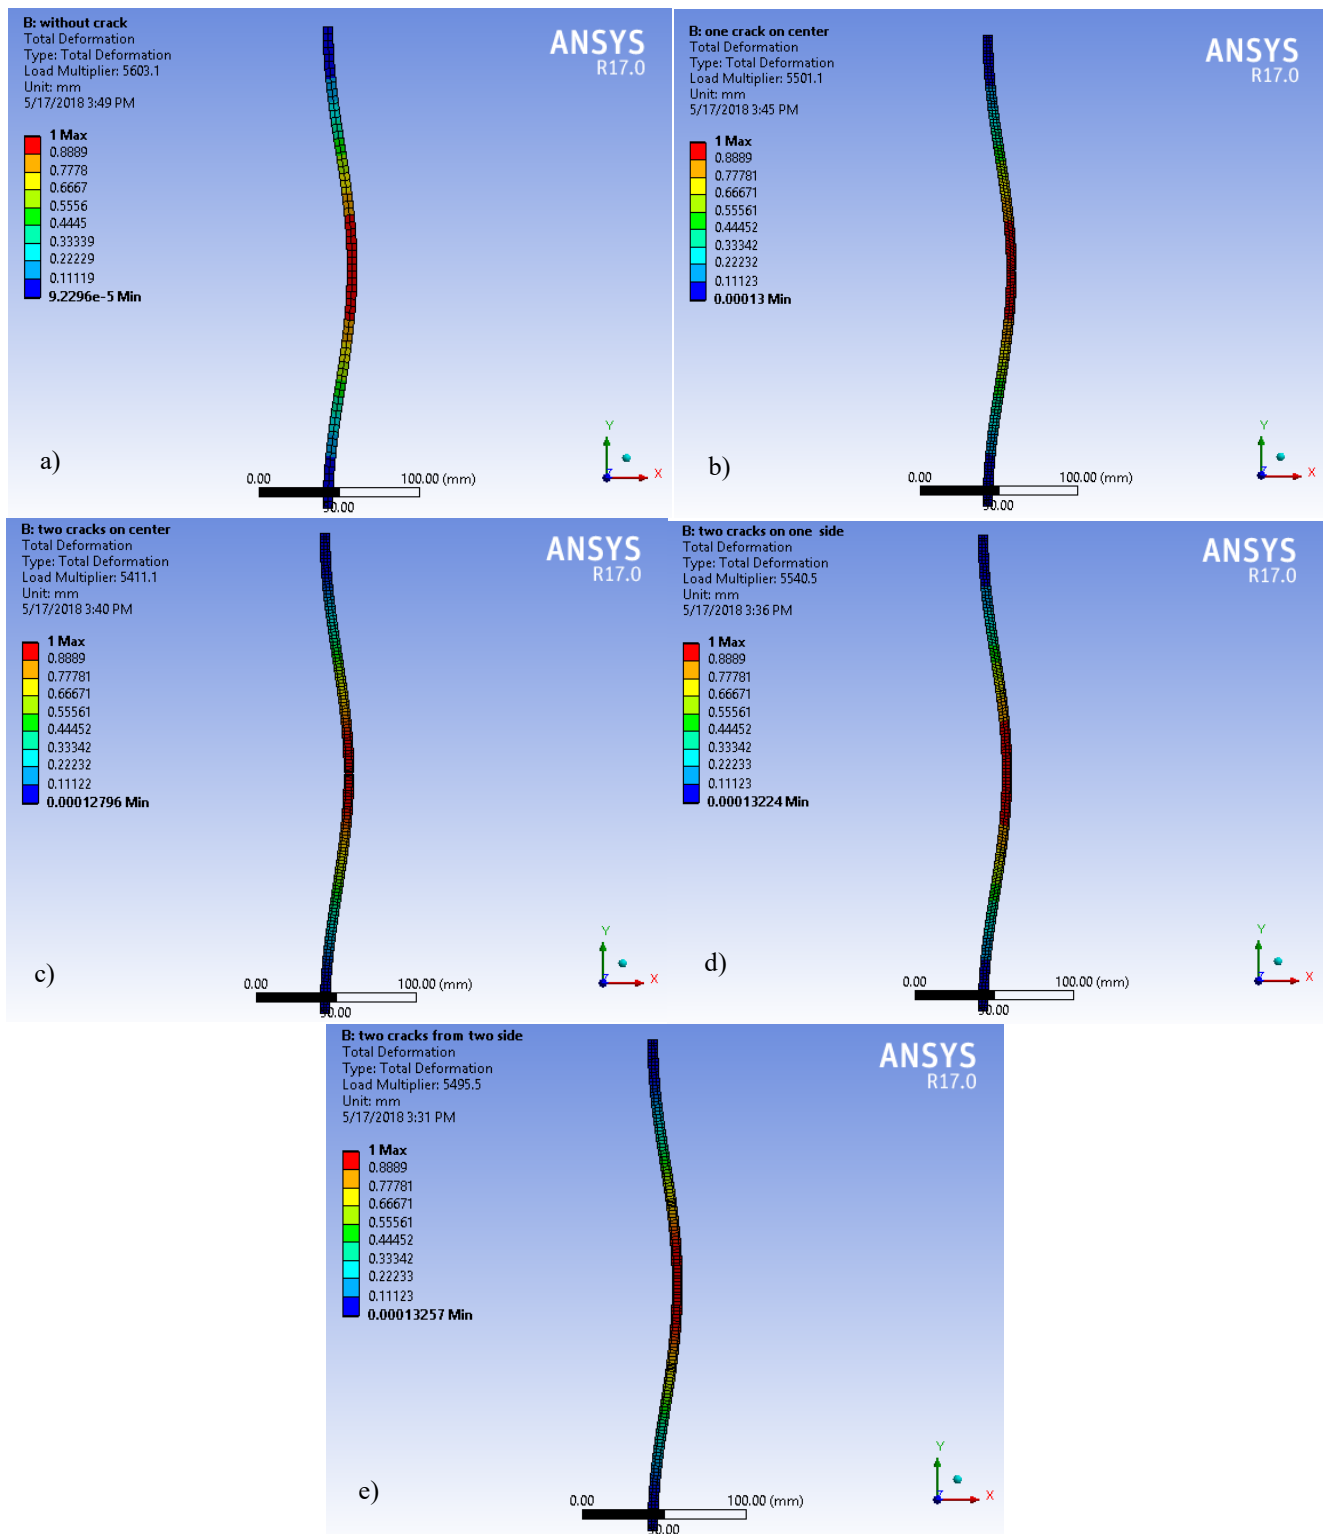 B: without crack
Total Deformation
Type: Total Deformation
Load Multiplier: 5603.1
Unit: mm
5/17/2018 3:49 PM
ANSYS
R17.0
1 Max
0.8889
0.7778
0.6667
0.5556
0.4445
0.33339
0.22229
0.11119
9.2296e-5 Min
a)
0.00
100.00 (mm)
50.00
Y
X
Z
B: one crack on center
Total Deformation
Type: Total Deformation
Load Multiplier: 5501.1
Unit: mm
5/17/2018 3:45 PM
ANSYS
R17.0
1 Max
0.8889
0.77781
0.66671
0.55561
0.44452
0.33342
0.22232
0.11123
0.00013 Min
b)
0.00
100.00 (mm)
50.00
Y
X
Z
B: two cracks on center
Total Deformation
Type: Total Deformation
Load Multiplier: 5411.1
Unit: mm
5/17/2018 3:40 PM
ANSYS
R17.0
1 Max
0.8889
0.77781
0.66671
0.55561
0.44452
0.33342
0.22232
0.11122
0.00012796 Min
c)
0.00
100.00 (mm)
50.00
Y
X
Z
B: two cracks on one side
Total Deformation
Type: Total Deformation
Load Multiplier: 5540.5
Unit: mm
5/17/2018 3:36 PM
ANSYS
R17.0
1 Max
0.8889
0.77781
0.66671
0.55561
0.44452
0.33342
0.22233
0.11123
0.00013224 Min
d)
0.00
100.00 (mm)
50.00
Y
X
Z
B: two cracks from two side
Total Deformation
Type: Total Deformation
Load Multiplier: 5495.5
Unit: mm
5/17/2018 3:31 PM
ANSYS
R17.0
1 Max
0.8889
0.77781
0.66671
0.55561
0.44452
0.33342
0.22233
0.11123
0.00013257 Min
e)
0.00
100.00 (mm)
50.00
Y
X
Z